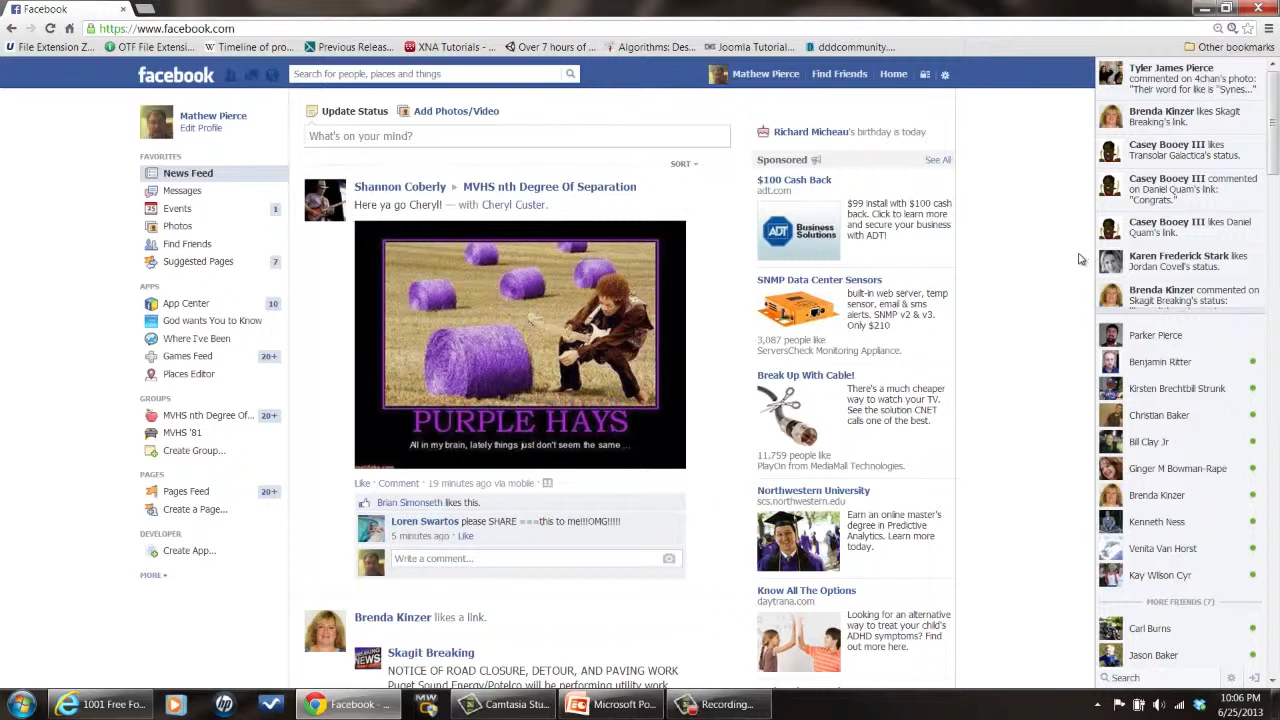 Facebook
https://www.facebook.com
File Extension Z...
OTF File Extensi...
Timeline of pro...
Previous Releas...
XNA Tutorials - ...
Over 7 hours of ...
Algorithms: Des...
Joomla Tutorial...
dddcommunity....
Other bookmarks
facebook
Search for people, places and things
Mathew Pierce
Find Friends
Home
Mathew Pierce
Edit Profile
FAVORITES
News Feed
Messages
Events 1
Photos
Find Friends
Suggested Pages 7
APPS
App Center 10
God wants You to Know
Where I've Been
Games Feed 20+
Places Editor
GROUPS
MVHS nth Degree Of... 20+
MVHS '81
Create Group...
PAGES
Pages Feed 20+
Create a Page...
DEVELOPER
Create App...
MORE
Update Status Add Photos/Video
What's on your mind?
SORT
Shannon Coberly ▸ MVHS nth Degree Of Separation
Here ya go Cheryl! — with Cheryl Custer.
PURPLE HAYS
All in my brain, lately things just don't seem the same ...
Like · Comment · 19 minutes ago via mobile ·
Brian Simonseth likes this.
Loren Swartos please SHARE ===this to me!!!OMG!!!!!
5 minutes ago · Like
Write a comment...
Brenda Kinzer likes a link.
Skagit Breaking
NOTICE OF ROAD CLOSURE, DETOUR, AND PAVING WORK
Puget Sound Energy/Potelco will be performing utility work
BREAKING NEWS
Richard Micheau's birthday is today
Sponsored See All
$100 Cash Back
adt.com
ADT Business Solutions
$99 install with $100 cash
back. Click to learn more
and secure your business
with ADT!
SNMP Data Center Sensors
built-in web server, temp
sensor, email & sms
alerts. SNMP v2 & v3.
Only $210
3,087 people like
ServersCheck Monitoring Appliance.
Break Up With Cable!
There's a much cheaper
way to watch your TV.
See the solution CNET
calls one of the best.
11,759 people like
PlayOn from MediaMall Technologies.
Northwestern University
scs.northwestern.edu
Earn an online master's
degree in Predictive
Analytics. Learn more
today.
Know All The Options
daytrana.com
Looking for an alternative
way to treat your child's
ADHD symptoms? Find
out more here.
Tyler James Pierce
commented on 4chan's photo:
"Their word for like is "Synes..."
Brenda Kinzer likes Skagit
Breaking's link.
Casey Booey III likes
Transolar Galactica's status.
Casey Booey III commented
on Daniel Quam's link:
"Congrats."
Casey Booey III likes Daniel
Quam's link.
Karen Frederick Stark likes
Jordan Covel's status.
Brenda Kinzer commented on
Skagit Breaking's status:
Parker Pierce
Benjamin Ritter
Kirsten Brechtbill Strunk
Christian Baker
Bill Clay Jr
Ginger M Bowman-Rape
Brenda Kinzer
Kenneth Ness
Venita Van Horst
Kay Wilson Cyr
MORE FRIENDS (7)
Carl Burns
Jason Baker
Search
1001 Free Fo...
Facebook - ...
Camtasia Stu...
Microsoft Po...
Recording...
10:06 PM
6/25/2013